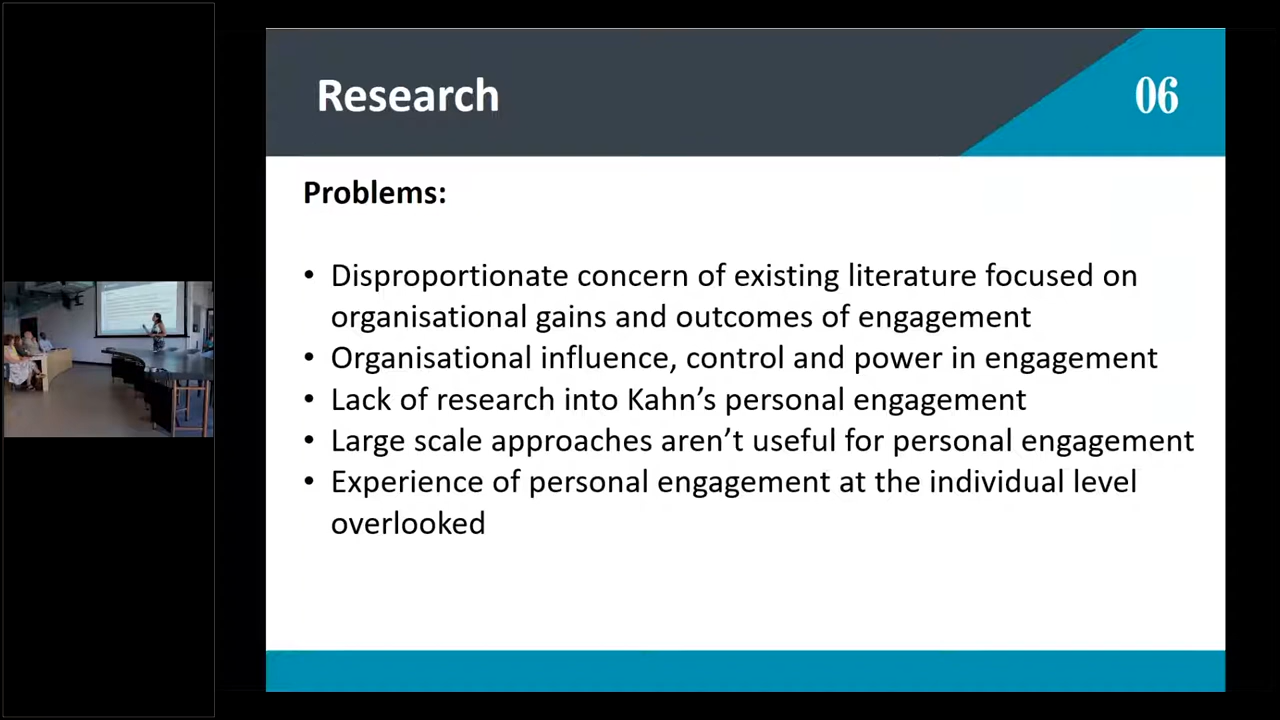 Research
06
Problems:
• Disproportionate concern of existing literature focused on
organisational gains and outcomes of engagement
• Organisational influence, control and power in engagement
• Lack of research into Kahn’s personal engagement
• Large scale approaches aren’t useful for personal engagement
• Experience of personal engagement at the individual level
overlooked